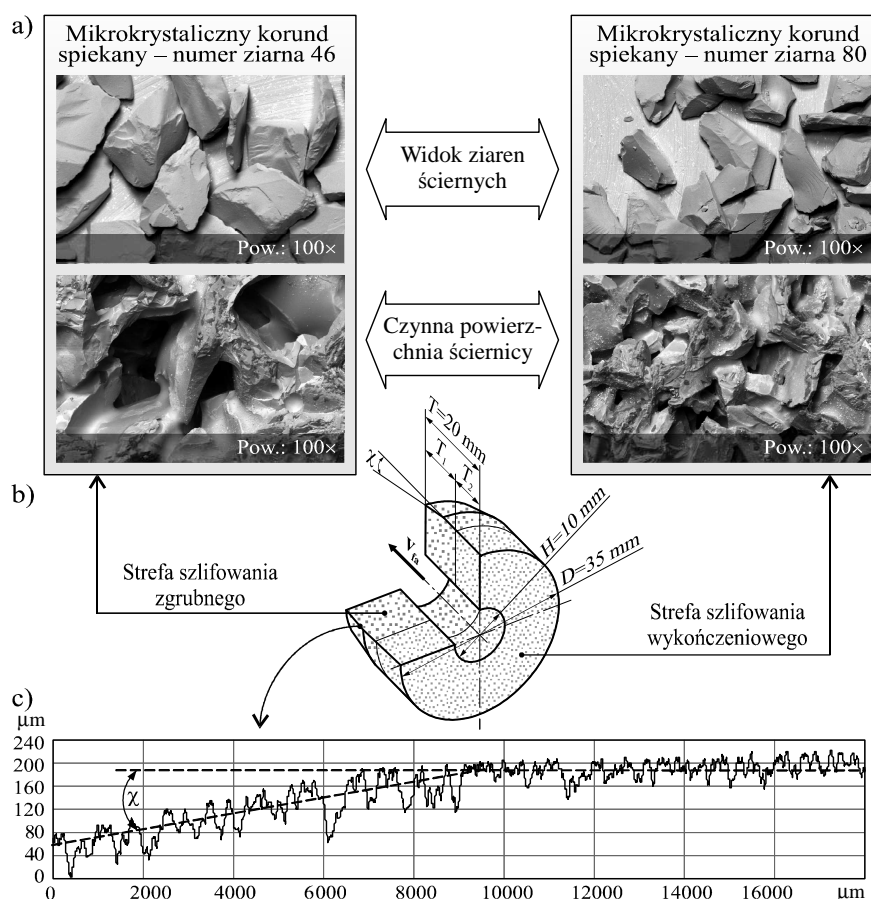 a)
Mikrokrystaliczny korund
spiekany – numer ziarna 46
Pow.: 100×
Pow.: 100×
Widok ziaren
ściernych
Czynna powierz-
chnia ściernicy
Mikrokrystaliczny korund
spiekany – numer ziarna 80
Pow.: 100×
Pow.: 100×
b)
T=20 mm
T1
T2
χ
H=10 mm
D=35 mm
vfa
Strefa szlifowania
zgrubnego
Strefa szlifowania
wykończeniowego
c)
μm
240
200
160
120
80
40
0
χ
0 2000 4000 6000 8000 10000 12000 14000 16000 μm